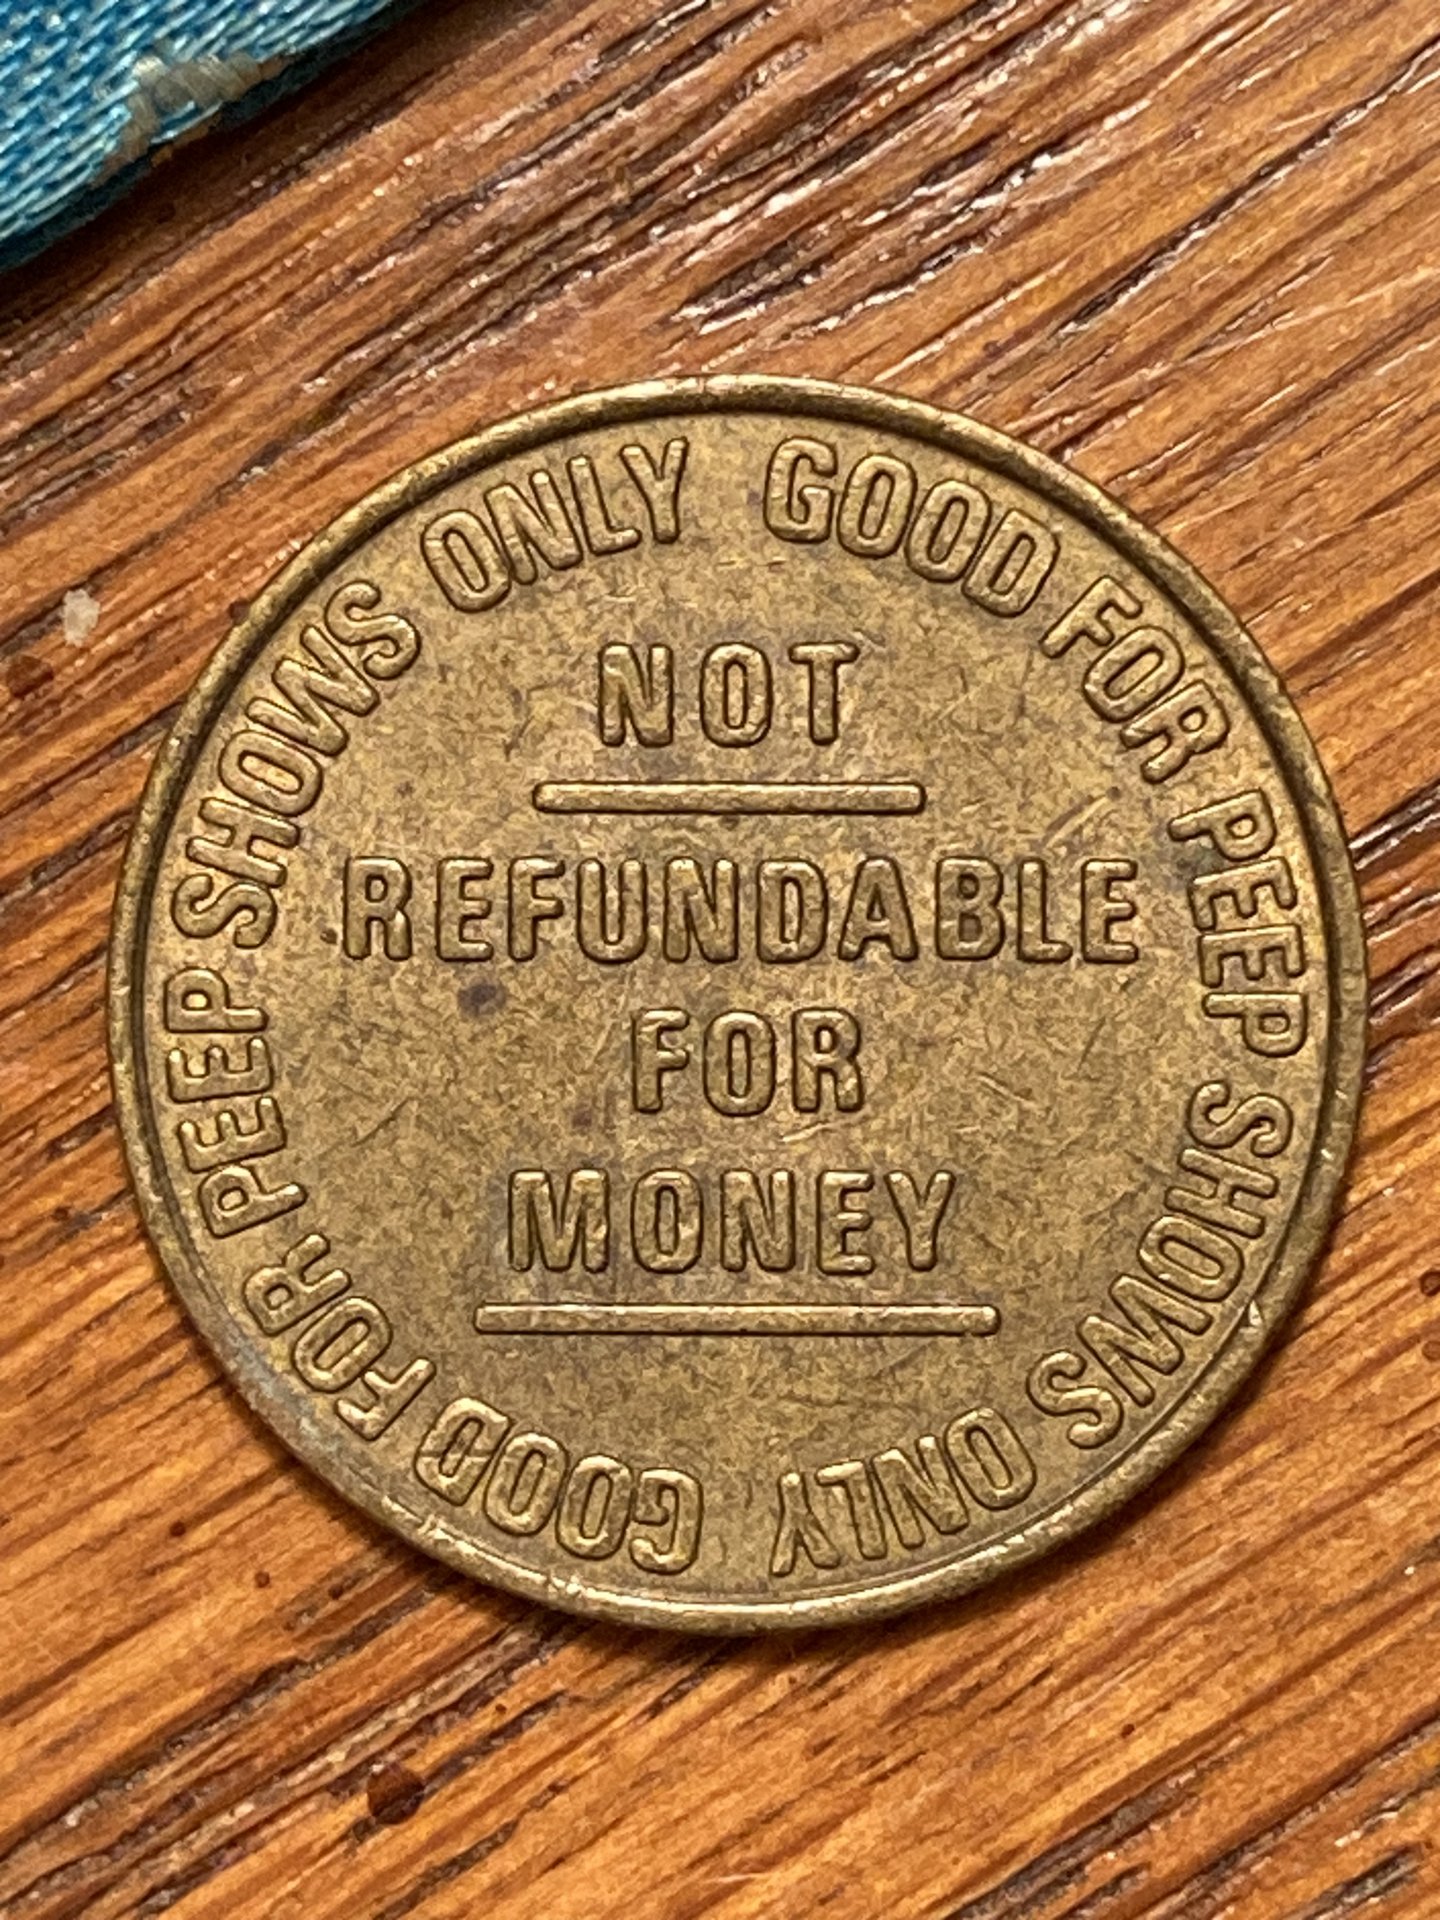 GOOD FOR PEEP SHOWS ONLY
GOOD FOR PEEP SHOWS ONLY
NOT
REFUNDABLE
FOR
MONEY